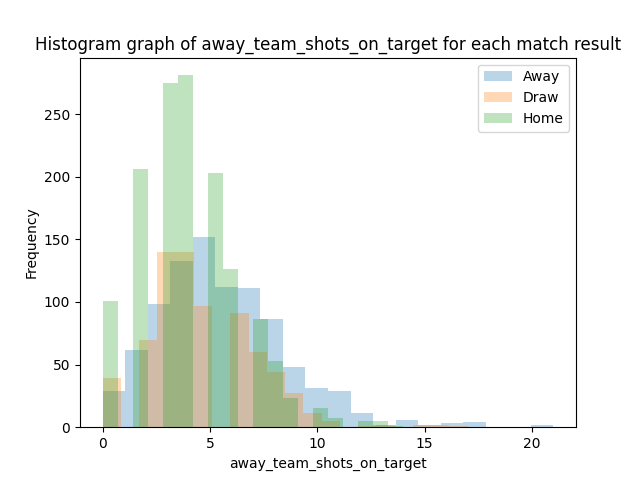 Histogram graph of away_team_shots_on_target for each match result
Away
Draw
Home
Frequency
250
200
150
100
50
0
0 5 10 15 20
away_team_shots_on_target